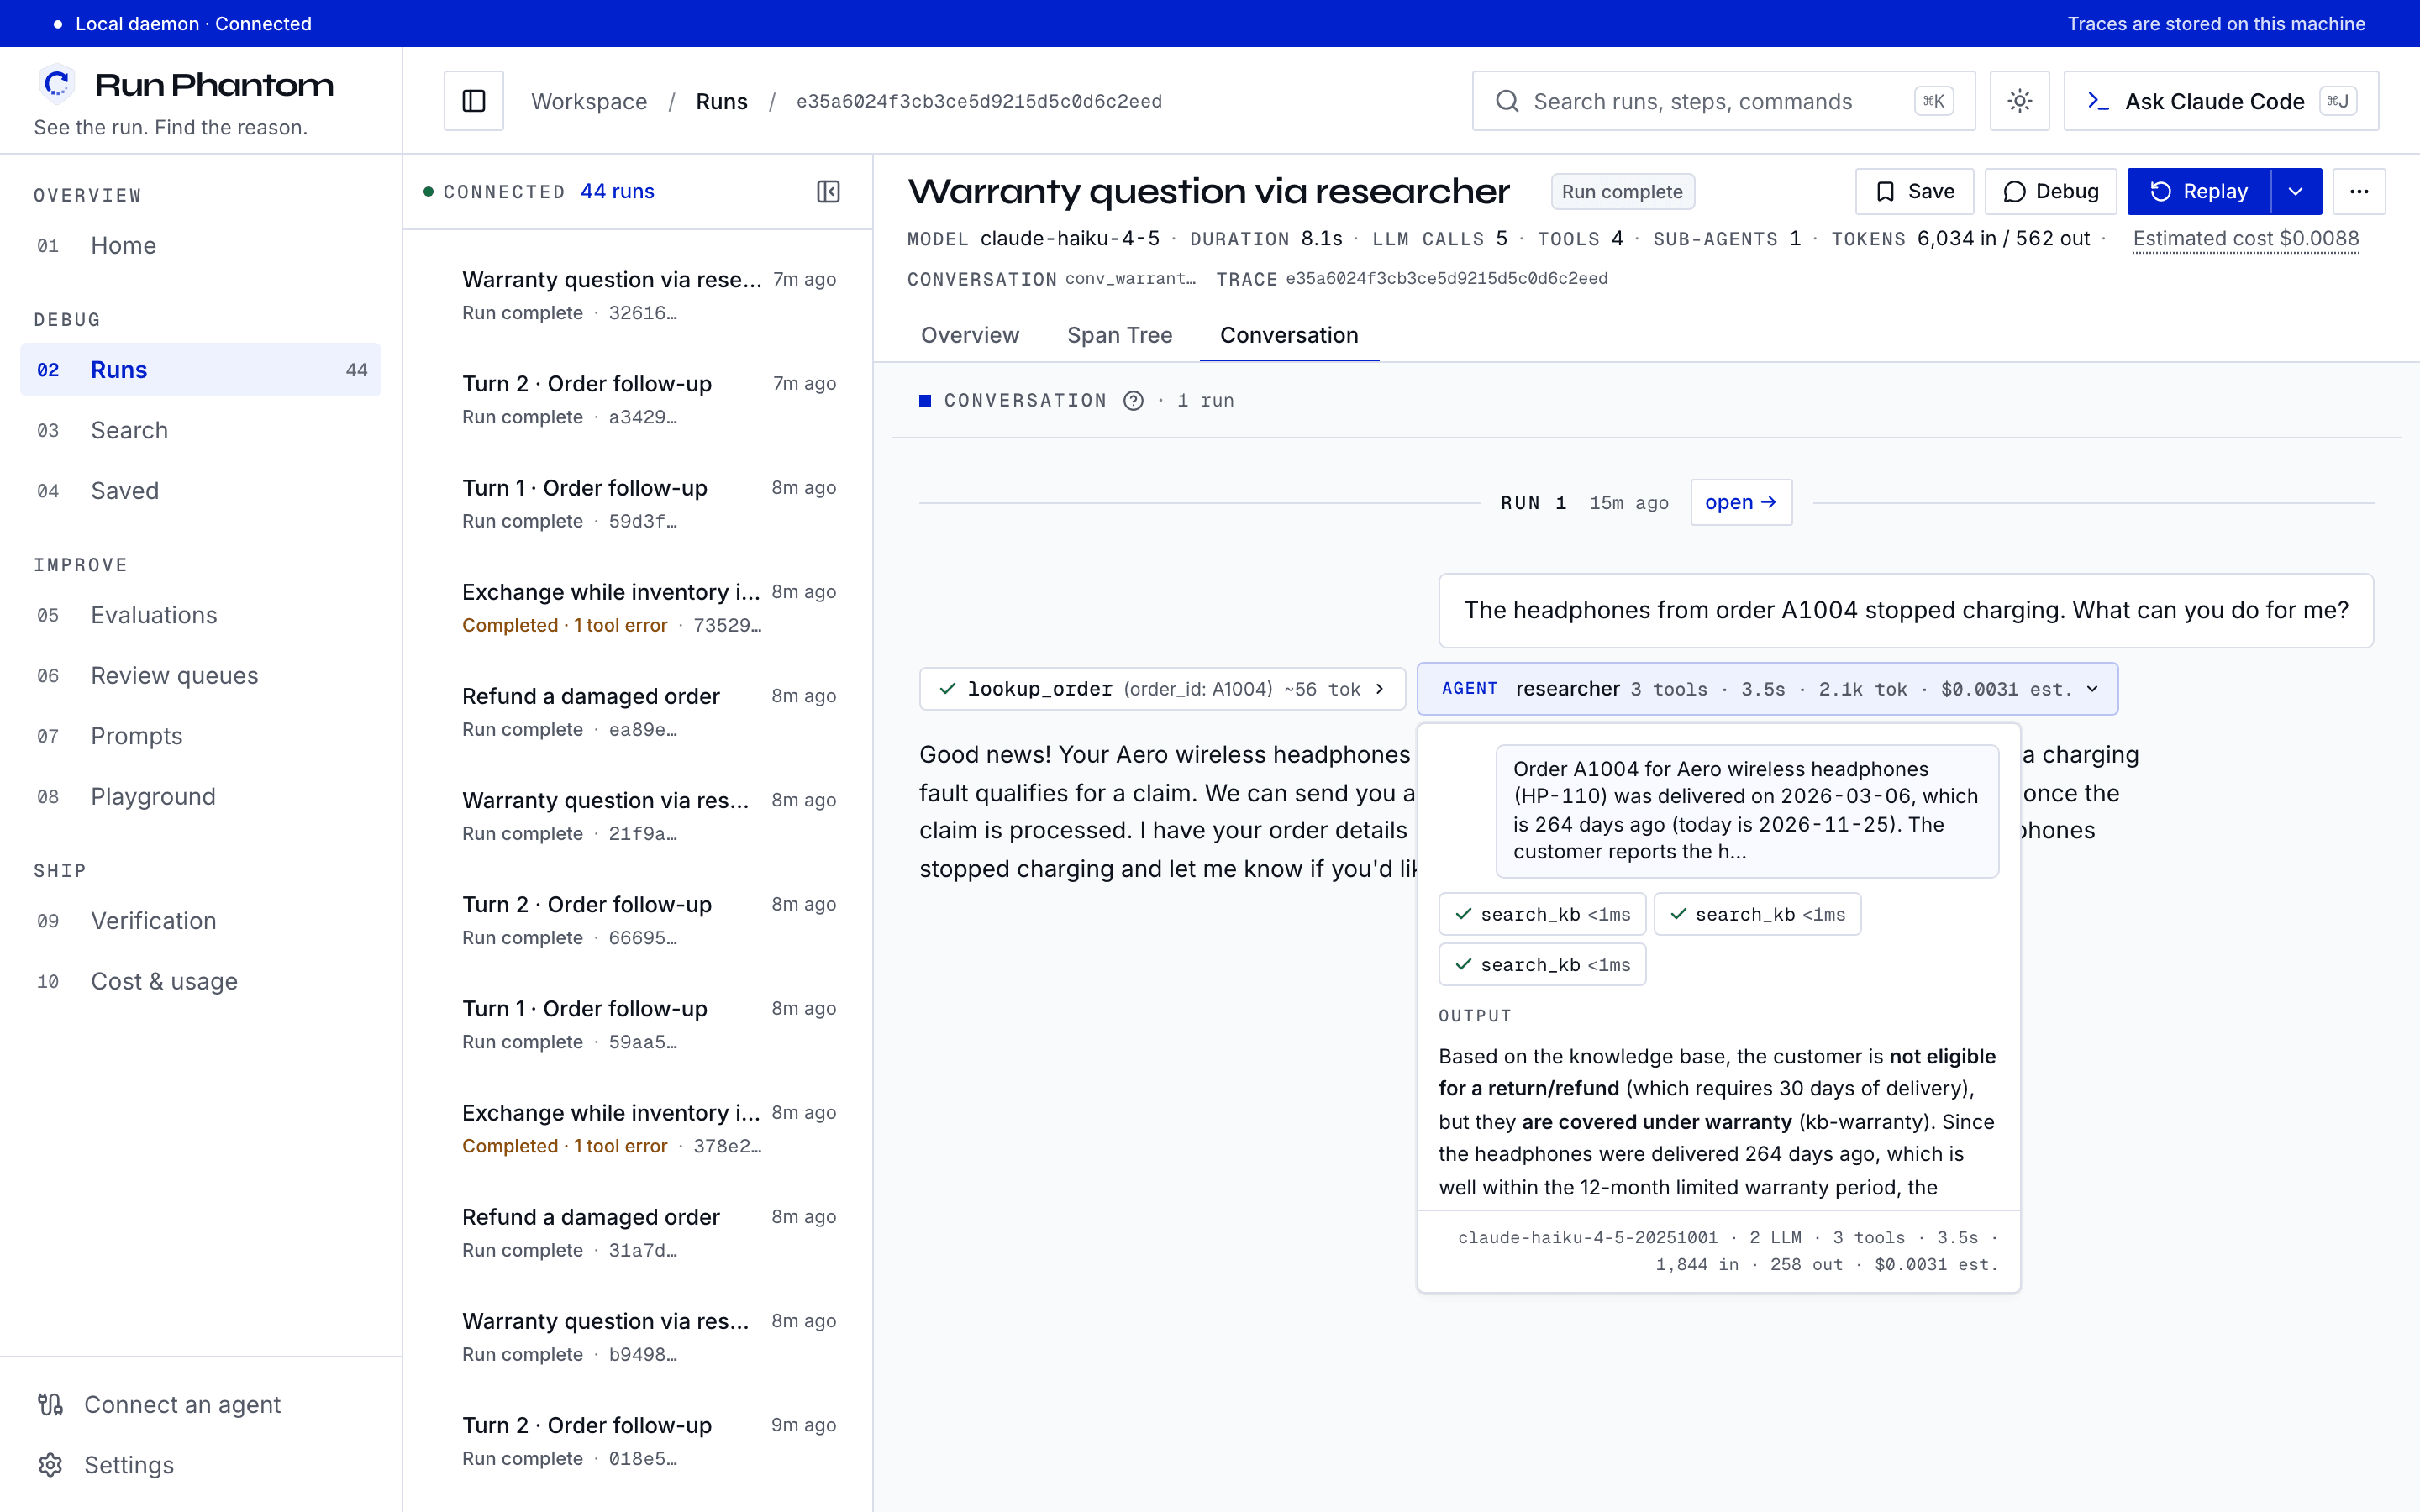 Local daemon · Connected
Traces are stored on this machine
Run Phantom
See the run. Find the reason.
Workspace / Runs / e35a6024f3cb3ce5d9215d5c0d6c2eed
Search runs, steps, commands ⌘K
Ask Claude Code ⌘J
OVERVIEW
01 Home
DEBUG
02 Runs 44
03 Search
04 Saved
IMPROVE
05 Evaluations
06 Review queues
07 Prompts
08 Playground
SHIP
09 Verification
10 Cost & usage
Connect an agent
Settings
CONNECTED 44 runs
Warranty question via rese... 7m ago
Run complete · 32616…
Turn 2 · Order follow-up 7m ago
Run complete · a3429…
Turn 1 · Order follow-up 8m ago
Run complete · 59d3f…
Exchange while inventory i... 8m ago
Completed · 1 tool error · 73529…
Refund a damaged order 8m ago
Run complete · ea89e…
Warranty question via res... 8m ago
Run complete · 21f9a…
Turn 2 · Order follow-up 8m ago
Run complete · 66695…
Turn 1 · Order follow-up 8m ago
Run complete · 59aa5…
Exchange while inventory i... 8m ago
Completed · 1 tool error · 378e2…
Refund a damaged order 8m ago
Run complete · 31a7d…
Warranty question via res... 8m ago
Run complete · b9498…
Turn 2 · Order follow-up 9m ago
Run complete · 018e5…
Warranty question via researcher
Run complete
Save
Debug
Replay
MODEL claude-haiku-4-5 · DURATION 8.1s · LLM CALLS 5 · TOOLS 4 · SUB-AGENTS 1 · TOKENS 6,034 in / 562 out · Estimated cost $0.0088
CONVERSATION conv_warrant… TRACE e35a6024f3cb3ce5d9215d5c0d6c2eed
Overview Span Tree Conversation
CONVERSATION · 1 run
RUN 1 15m ago open →
The headphones from order A1004 stopped charging. What can you do for me?
lookup_order (order_id: A1004) ~56 tok
AGENT researcher 3 tools · 3.5s · 2.1k tok · $0.0031 est.
Good news! Your Aero wireless headphones a charging
fault qualifies for a claim. We can send you a once the
claim is processed. I have your order details
stopped charging and let me know if you'd
Order A1004 for Aero wireless headphones
(HP-110) was delivered on 2026-03-06, which
is 264 days ago (today is 2026-11-25). The
customer reports the h...
search_kb <1ms search_kb <1ms
search_kb <1ms
OUTPUT
Based on the knowledge base, the customer is not eligible
for a return/refund (which requires 30 days of delivery),
but they are covered under warranty (kb-warranty). Since
the headphones were delivered 264 days ago, which is
well within the 12-month limited warranty period, the
claude-haiku-4-5-20251001 · 2 LLM · 3 tools · 3.5s ·
1,844 in · 258 out · $0.0031 est.